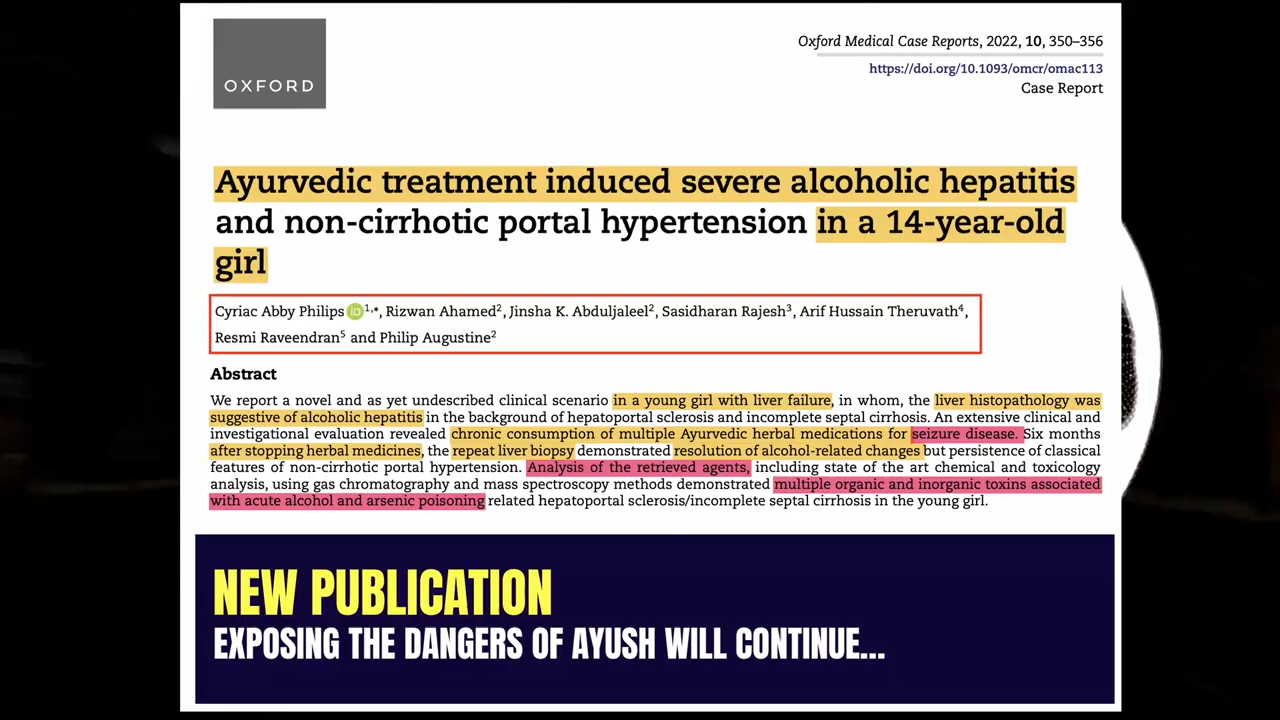 OXFORD
Oxford Medical Case Reports, 2022, 10, 350–356
https://doi.org/10.1093/omcr/omac113
Case Report
Ayurvedic treatment induced severe alcoholic hepatitis
and non-cirrhotic portal hypertension in a 14-year-old
girl
Cyriac Abby Philips iD 1,*, Rizwan Ahamed2, Jinsha K. Abduljaleel2, Sasidharan Rajesh3, Arif Hussain Theruvath4,
Resmi Raveendran5 and Philip Augustine2
Abstract
We report a novel and as yet undescribed clinical scenario in a young girl with liver failure, in whom, the liver histopathology was
suggestive of alcoholic hepatitis in the background of hepatoportal sclerosis and incomplete septal cirrhosis. An extensive clinical and
investigational evaluation revealed chronic consumption of multiple Ayurvedic herbal medications for seizure disease. Six months
after stopping herbal medicines, the repeat liver biopsy demonstrated resolution of alcohol-related changes but persistence of classical
features of non-cirrhotic portal hypertension. Analysis of the retrieved agents, including state of the art chemical and toxicology
analysis, using gas chromatography and mass spectroscopy methods demonstrated multiple organic and inorganic toxins associated
with acute alcohol and arsenic poisoning related hepatoportal sclerosis/incomplete septal cirrhosis in the young girl.
NEW PUBLICATION
EXPOSING THE DANGERS OF AYUSH WILL CONTINUE...